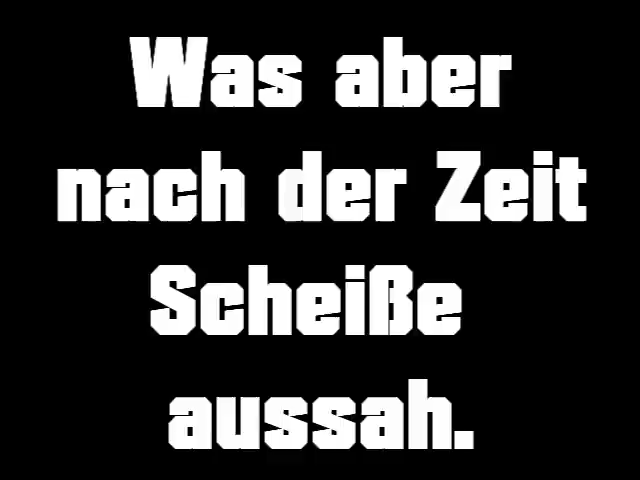 Was aber
nach der Zeit
Scheiße
aussah.